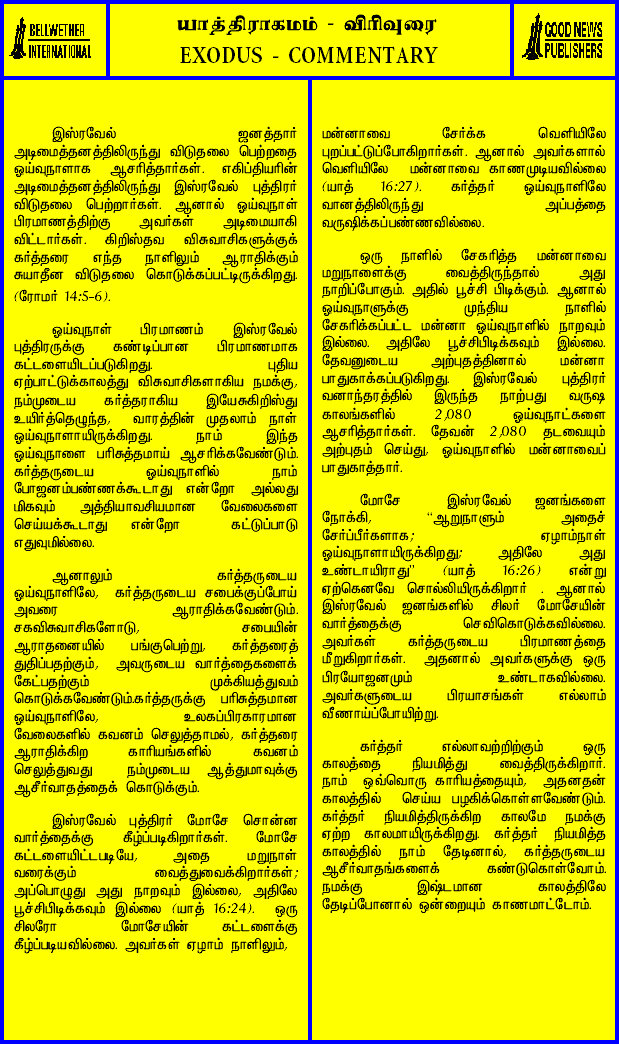 BELLWETHER
INTERNATIONAL
யாத்திராகமம் - விரிவுரை
EXODUS - COMMENTARY
GOOD NEWS
PUBLISHERS
இஸ்ரவேல் ஜனத்தார்
அடிமைத்தனத்திலிருந்து விடுதலை பெற்றதை
ஓய்வுநாளாக ஆசரித்தார்கள். எகிப்தியரின்
அடிமைத்தனத்திலிருந்து இஸ்ரவேல் புத்திரர்
விடுதலை பெற்றார்கள். ஆனால் ஓய்வுநாள்
பிரமாணத்திற்கு அவர்கள் அடிமையாகி
விட்டார்கள். கிறிஸ்தவ விசுவாசிகளுக்குக்
கர்த்தரை எந்த நாளிலும் ஆராதிக்கும்
சுயாதீன விடுதலை கொடுக்கப்பட்டிருக்கிறது.
(ரோமர் 14:5-6).
ஓய்வுநாள் பிரமாணம் இஸ்ரவேல்
புத்திரருக்கு கண்டிப்பான பிரமாணமாக
கட்டளையிடப்படுகிறது. புதிய
ஏற்பாட்டுக்காலத்து விசுவாசிகளாகிய நமக்கு,
நம்முடைய கர்த்தராகிய இயேசுகிறிஸ்து
உயிர்த்தெழுந்த, வாரத்தின் முதலாம் நாள்
ஓய்வுநாளாயிருக்கிறது. நாம் இந்த
ஓய்வுநாளை பரிசுத்தமாய் ஆசரிக்கவேண்டும்.
கர்த்தருடைய ஓய்வுநாளில் நாம்
போஜனம்பண்ணக்கூடாது என்றோ அல்லது
மிகவும் அத்தியாவசியமான வேலைகளை
செய்யக்கூடாது என்றோ கட்டுப்பாடு
எதுவுமில்லை.
ஆனாலும் கர்த்தருடைய
ஓய்வுநாளிலே, கர்த்தருடைய சபைக்குப்போய்
அவரை ஆராதிக்கவேண்டும்.
சகவிசுவாசிகளோடு, சபையின்
ஆராதனையில் பங்குபெற்று, கர்த்தரைத்
துதிப்பதற்கும், அவருடைய வார்த்தைகளைக்
கேட்பதற்கும் முக்கியத்துவம்
கொடுக்கவேண்டும்.கர்த்தருக்கு பரிசுத்தமான
ஓய்வுநாளிலே, உலகப்பிரகாரமான
வேலைகளில் கவனம் செலுத்தாமல், கர்த்தரை
ஆராதிக்கிற காரியங்களில் கவனம்
செலுத்துவது நம்முடைய ஆத்துமாவுக்கு
ஆசீர்வாதத்தைக் கொடுக்கும்.
இஸ்ரவேல் புத்திரர் மோசே சொன்ன
வார்த்தைக்கு கீழ்ப்படிகிறார்கள். மோசே
கட்டளையிட்டபடியே, அதை மறுநாள்
வரைக்கும் வைத்துவைக்கிறார்கள்;
அப்பொழுது அது நாறவும் இல்லை, அதிலே
பூச்சிபிடிக்கவும் இல்லை (யாத் 16:24). ஒரு
சிலரோ மோசேயின் கட்டளைக்கு
கீழ்ப்படியவில்லை. அவர்கள் ஏழாம் நாளிலும்,
மன்னாவை சேர்க்க வெளியிலே
புறப்பட்டுப்போகிறார்கள். ஆனால் அவர்களால்
வெளியிலே மன்னாவை காணமுடியவில்லை
(யாத் 16:27). கர்த்தர் ஓய்வுநாளிலே
வானத்திலிருந்து அப்பத்தை
வருஷிக்கப்பண்ணவில்லை.
ஒரு நாளில் சேகரித்த மன்னாவை
மறுநாளைக்கு வைத்திருந்தால் அது
நாறிப்போகும். அதில் பூச்சி பிடிக்கும். ஆனால்
ஓய்வுநாளுக்கு முந்திய நாளில்
சேகரிக்கப்பட்ட மன்னா ஓய்வுநாளில் நாறவும்
இல்லை. அதிலே பூச்சிபிடிக்கவும் இல்லை.
தேவனுடைய அற்புதத்தினால் மன்னா
பாதுகாக்கப்படுகிறது. இஸ்ரவேல் புத்திரர்
வனாந்தரத்தில் இருந்த நாற்பது வருஷ
காலங்களில் 2,080 ஓய்வுநாட்களை
ஆசரித்தார்கள். தேவன் 2,080 தடவையும்
அற்புதம் செய்து, ஓய்வுநாளில் மன்னாவைப்
பாதுகாத்தார்.
மோசே இஸ்ரவேல் ஜனங்களை
நோக்கி, "ஆறுநாளும் அதைச்
சேர்ப்பீர்களாக; ஏழாம்நாள்
ஓய்வுநாளாயிருக்கிறது; அதிலே அது
உண்டாயிராது" (யாத் 16:26) என்று
ஏற்கெனவே சொல்லியிருக்கிறார் . ஆனால்
இஸ்ரவேல் ஜனங்களில் சிலர் மோசேயின்
வார்த்தைக்கு செவிகொடுக்கவில்லை.
அவர்கள் கர்த்தருடைய பிரமாணத்தை
மீறுகிறார்கள். அதனால் அவர்களுக்கு ஒரு
பிரயோஜனமும் உண்டாகவில்லை.
அவர்களுடைய பிரயாசங்கள் எல்லாம்
வீணாய்ப்போயிற்று.
கர்த்தர் எல்லாவற்றிற்கும் ஒரு
காலத்தை நியமித்து வைத்திருக்கிறார்.
நாம் ஒவ்வொரு காரியத்தையும், அதனதன்
காலத்தில் செய்ய பழகிக்கொள்ளவேண்டும்.
கர்த்தர் நியமித்திருக்கிற காலமே நமக்கு
ஏற்ற காலமாயிருக்கிறது. கர்த்தர் நியமித்த
காலத்தில் நாம் தேடினால், கர்த்தருடைய
ஆசீர்வாதங்களைக் கண்டுகொள்வோம்.
நமக்கு இஷ்டமான காலத்திலே
தேடிப்போனால் ஒன்றையும் காணமாட்டோம்.